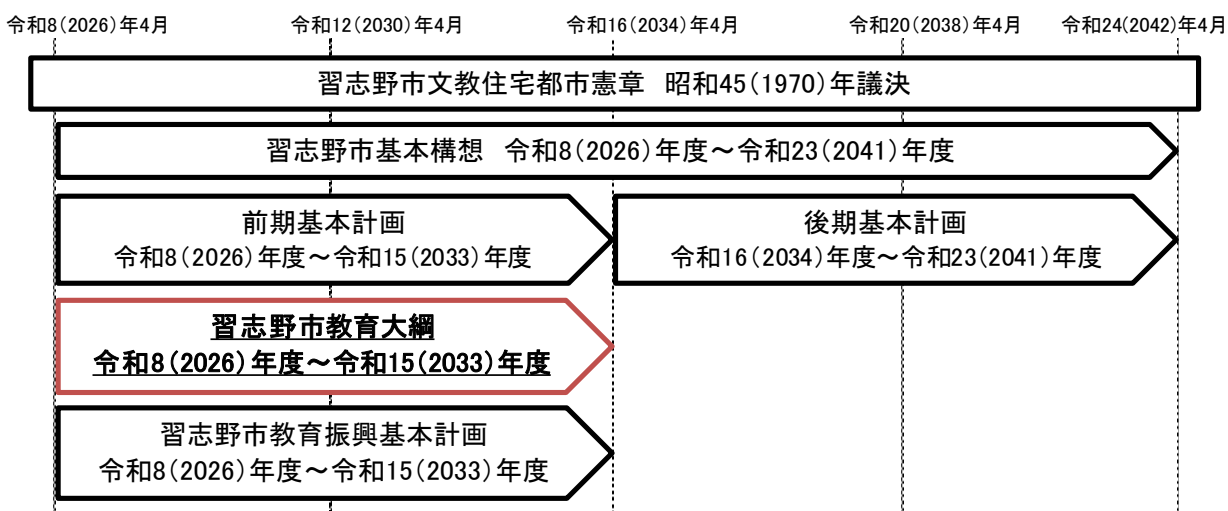 令和8(2026)年4月
令和12(2030)年4月
令和16(2034)年4月
令和20(2038)年4月
令和24(2042)年4月
習志野市文教住宅都市憲章 昭和45(1970)年議決
習志野市基本構想 令和8(2026)年度~令和23(2041)年度
前期基本計画
令和8(2026)年度~令和15(2033)年度
後期基本計画
令和16(2034)年度~令和23(2041)年度
習志野市教育大綱
令和8(2026)年度~令和15(2033)年度
習志野市教育振興基本計画
令和8(2026)年度~令和15(2033)年度